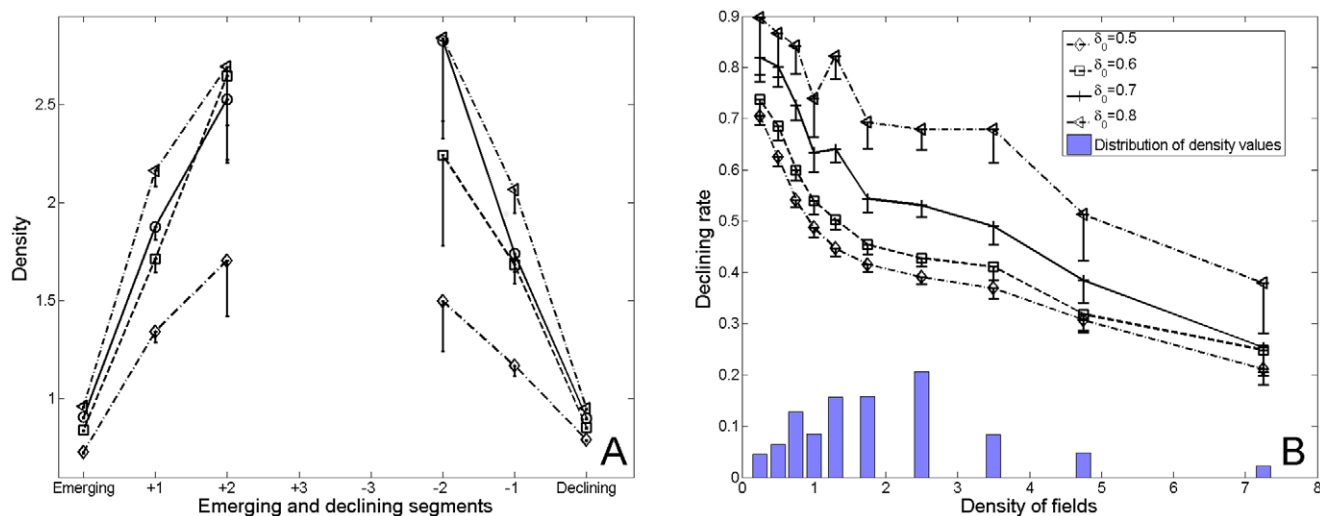 2.5
2
1.5
1
Density
Emerging +1 +2 +3 -3 -2 -1 Declining
Emerging and declining segments
A
0.9
0.8
0.7
0.6
0.5
0.4
0.3
0.2
0.1
0
Declining rate
δ0=0.5
δ0=0.6
δ0=0.7
δ0=0.8
Distribution of density values
0 1 2 3 4 5 6 7 8
Density of fields
B